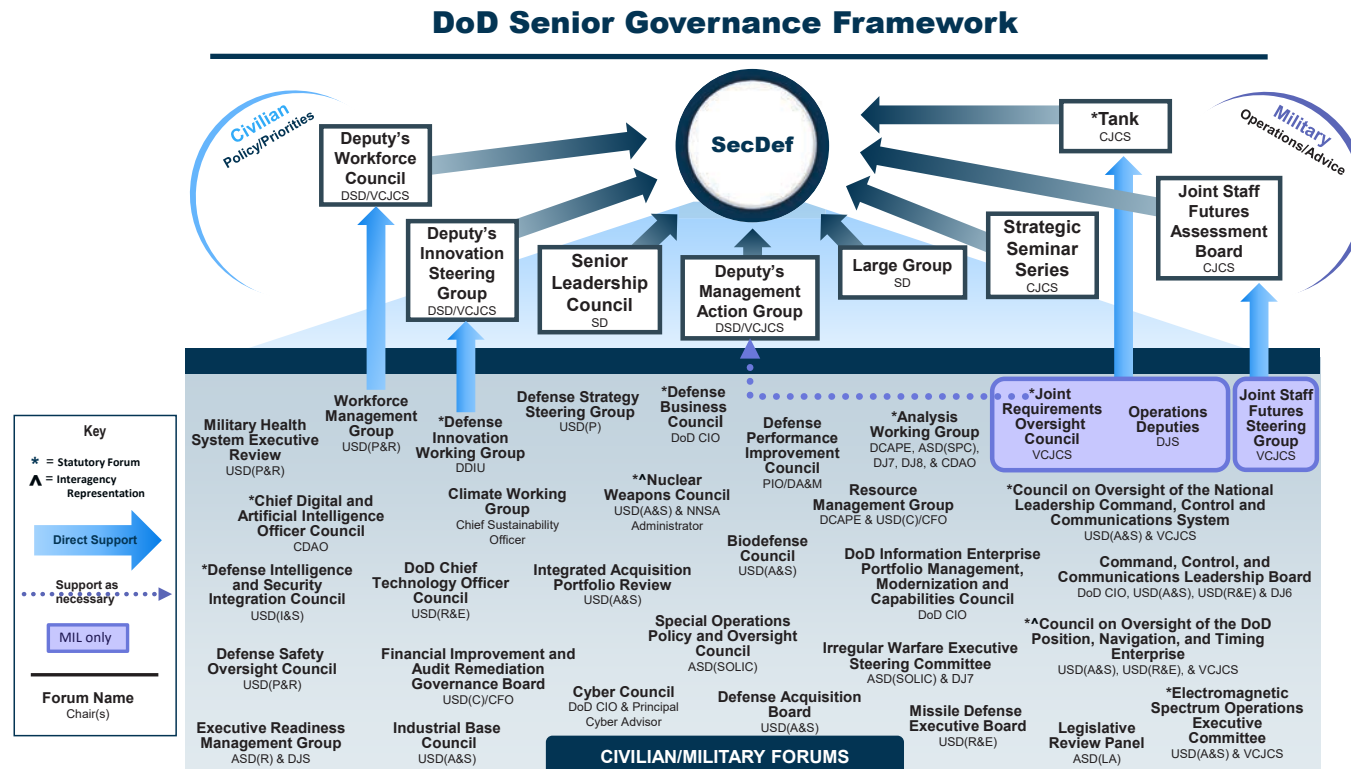 DoD Senior Governance Framework
Civilian
Policy/Priorities
Military
Operations/Advice
SecDef
Deputy's
Workforce
Council
DSD/VCJCS
Deputy's
Innovation
Steering
Group
DSD/VCJCS
Senior
Leadership
Council
SD
Deputy's
Management
Action Group
DSD/VCJCS
Large Group
SD
Strategic
Seminar
Series
CJCS
*Tank
CJCS
Joint Staff
Futures
Assessment
Board
CJCS
Key
* = Statutory Forum
^ = Interagency
Representation
Direct Support
Support as
necessary
MIL only
Forum Name
Chair(s)
Military Health
System Executive
Review
USD(P&R)
Workforce
Management
Group
USD(P&R)
*Defense
Innovation
Working Group
DDIU
Defense Strategy
Steering Group
USD(P)
*Defense
Business
Council
DoD CIO
Defense
Performance
Improvement
Council
PIO/DA&M
*Analysis
Working Group
DCAPE, ASD(SPC),
DJ7, DJ8, & CDAO
*Joint
Requirements
Oversight
Council
VCJCS
Operations
Deputies
DJS
Joint Staff
Futures
Steering
Group
VCJCS
*Chief Digital and
Artificial Intelligence
Officer Council
CDAO
Climate Working
Group
Chief Sustainability
Officer
*^Nuclear
Weapons Council
USD(A&S) & NNSA
Administrator
Resource
Management Group
DCAPE & USD(C)/CFO
*Council on Oversight of the National
Leadership Command, Control and
Communications System
USD(A&S) & VCJCS
Biodefense
Council
USD(A&S)
*Defense Intelligence
and Security
Integration Council
USD(I&S)
DoD Chief
Technology Officer
Council
USD(R&E)
Integrated Acquisition
Portfolio Review
USD(A&S)
DoD Information Enterprise
Portfolio Management,
Modernization and
Capabilities Council
DoD CIO
Command, Control, and
Communications Leadership Board
DoD CIO, USD(A&S), USD(R&E) & DJ6
Special Operations
Policy and Oversight
Council
ASD(SOLIC)
*^Council on Oversight of the DoD
Position, Navigation, and Timing
Enterprise
USD(A&S), USD(R&E), & VCJCS
Defense Safety
Oversight Council
USD(P&R)
Financial Improvement and
Audit Remediation
Governance Board
USD(C)/CFO
Irregular Warfare Executive
Steering Committee
ASD(SOLIC) & DJ7
Cyber Council
DoD CIO & Principal
Cyber Advisor
Defense Acquisition
Board
USD(A&S)
Missile Defense
Executive Board
USD(R&E)
*Electromagnetic
Spectrum Operations
Executive
Committee
USD(A&S) & VCJCS
Executive Readiness
Management Group
ASD(R) & DJS
Industrial Base
Council
USD(A&S)
Legislative
Review Panel
ASD(LA)
CIVILIAN/MILITARY FORUMS